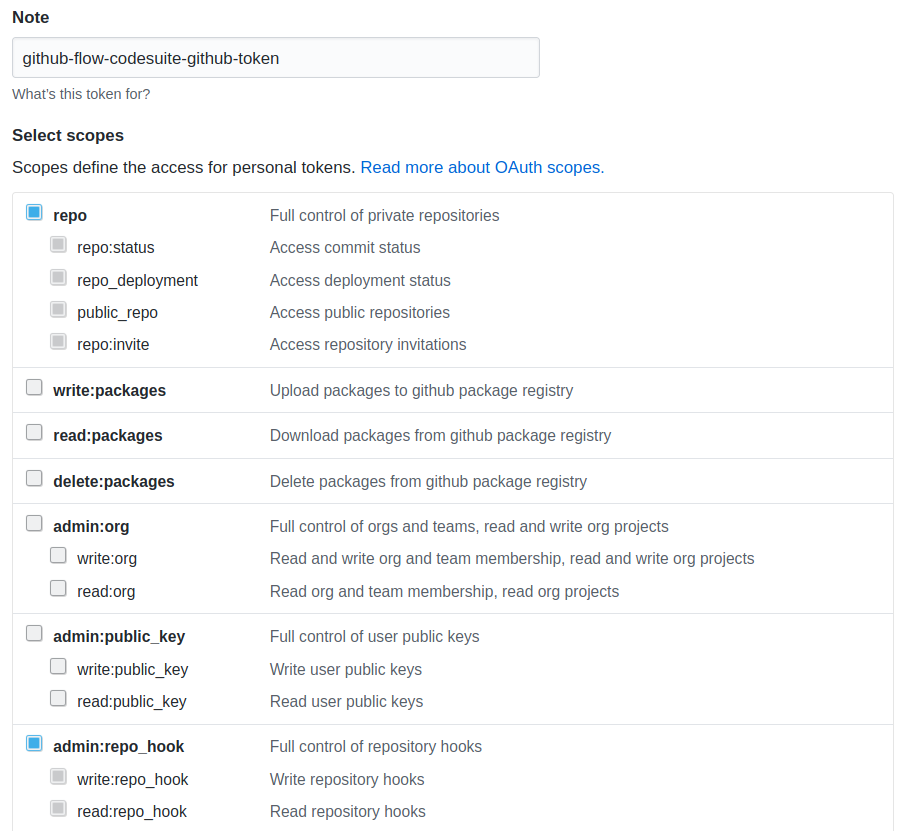 Note
github-flow-codesuite-github-token
What's this token for?
Select scopes
Scopes define the access for personal tokens. Read more about OAuth scopes.
repo Full control of private repositories
repo:status Access commit status
repo_deployment Access deployment status
public_repo Access public repositories
repo:invite Access repository invitations
write:packages Upload packages to github package registry
read:packages Download packages from github package registry
delete:packages Delete packages from github package registry
admin:org Full control of orgs and teams, read and write org projects
write:org Read and write org and team membership, read and write org projects
read:org Read org and team membership, read org projects
admin:public_key Full control of user public keys
write:public_key Write user public keys
read:public_key Read user public keys
admin:repo_hook Full control of repository hooks
write:repo_hook Write repository hooks
read:repo_hook Read repository hooks